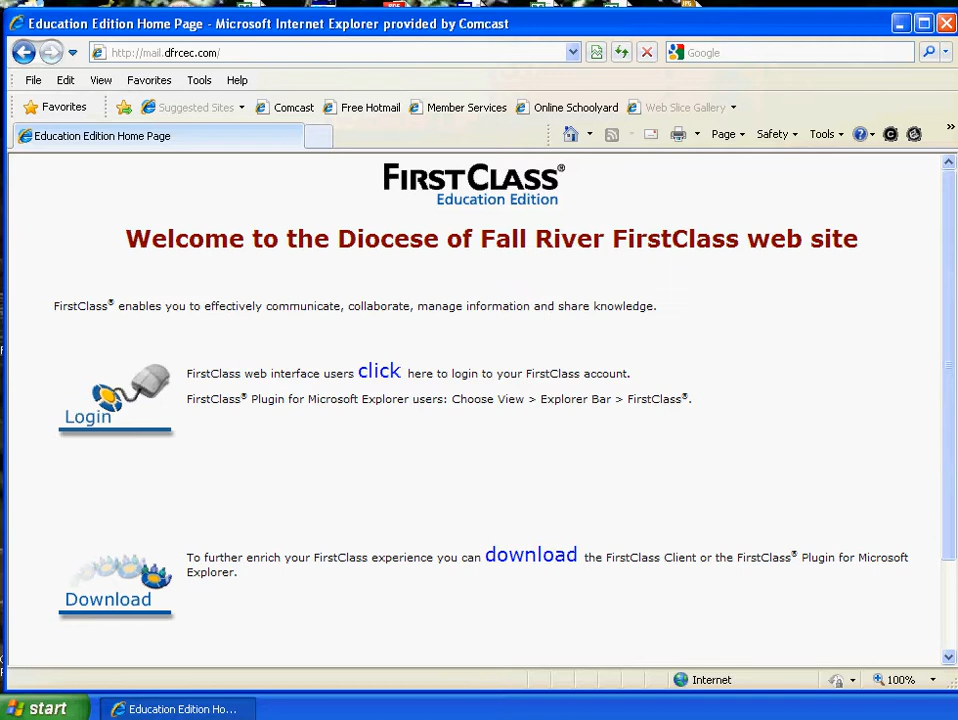 Education Edition Home Page - Microsoft Internet Explorer provided by Comcast
http://mail.dfrcec.com/
Google
File Edit View Favorites Tools Help
Favorites Suggested Sites Comcast Free Hotmail Member Services Online Schoolyard Web Slice Gallery
Education Edition Home Page
Page Safety Tools
FIRSTCLASS®
Education Edition
Welcome to the Diocese of Fall River FirstClass web site
FirstClass® enables you to effectively communicate, collaborate, manage information and share knowledge.
FirstClass web interface users click here to login to your FirstClass account.
FirstClass® Plugin for Microsoft Explorer users: Choose View > Explorer Bar > FirstClass®.
Login
To further enrich your FirstClass experience you can download the FirstClass Client or the FirstClass® Plugin for Microsoft
Explorer.
Download
Internet 100%
start Education Edition Ho...